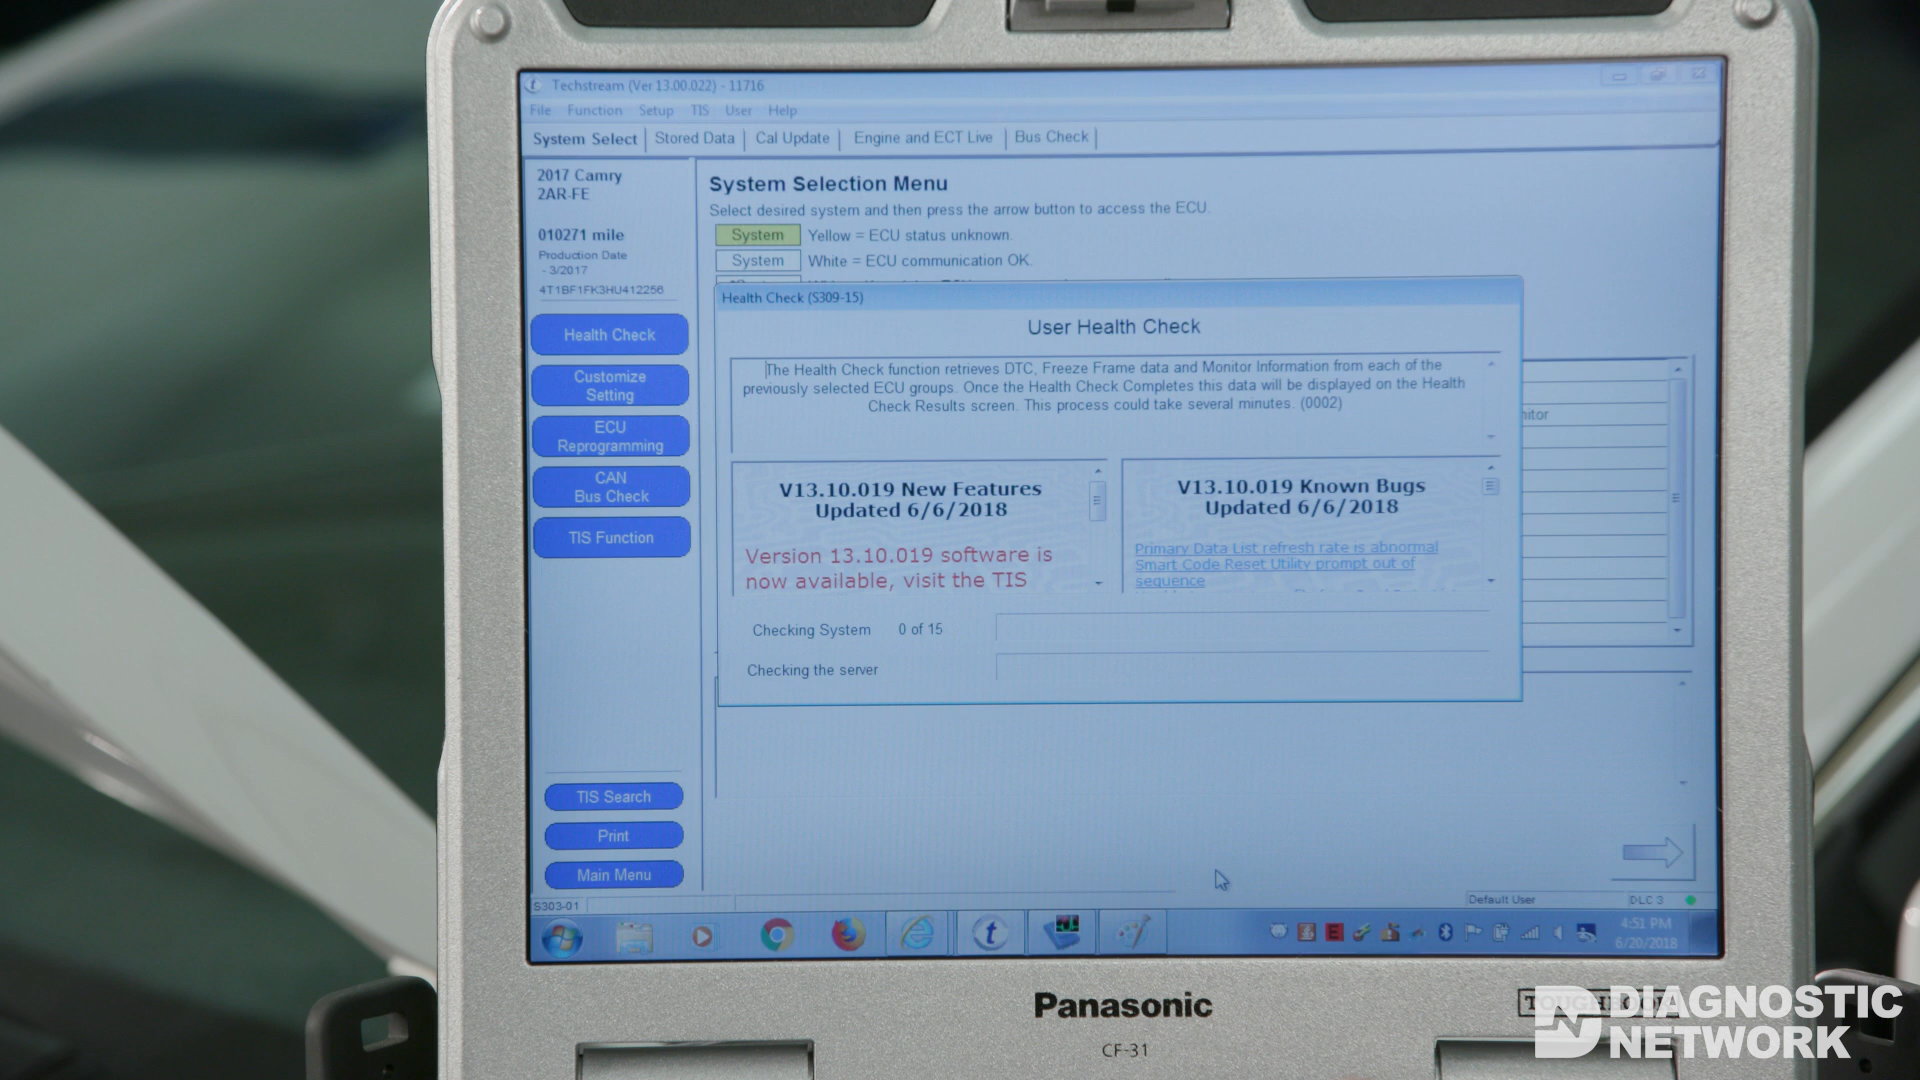 Techstream (Ver 13.00.022) - 11716
File Function Setup TIS User Help
System Select Stored Data Cal Update Engine and ECT Live Bus Check
2017 Camry
2AR-FE
010271 mile
Production Date
- 3/2017
4T1BF1FK3HU412256
Health Check
Customize
Setting
ECU
Reprogramming
CAN
Bus Check
TIS Function
TIS Search
Print
Main Menu
System Selection Menu
Select desired system and then press the arrow button to access the ECU.
System Yellow = ECU status unknown.
System White = ECU communication OK.
Health Check (S309-15)
User Health Check
The Health Check function retrieves DTC, Freeze Frame data and Monitor Information from each of the
previously selected ECU groups. Once the Health Check Completes this data will be displayed on the Health
Check Results screen. This process could take several minutes. (0002)
V13.10.019 New Features
Updated 6/6/2018
Version 13.10.019 software is
now available, visit the TIS
V13.10.019 Known Bugs
Updated 6/6/2018
Primary Data List refresh rate is abnormal
Smart Code Reset Utility prompt out of
sequence
Checking System 0 of 15
Checking the server
S303-01
Default User DLC 3
4:51 PM
6/20/2018
Panasonic
CF-31
DIAGNOSTIC
NETWORK